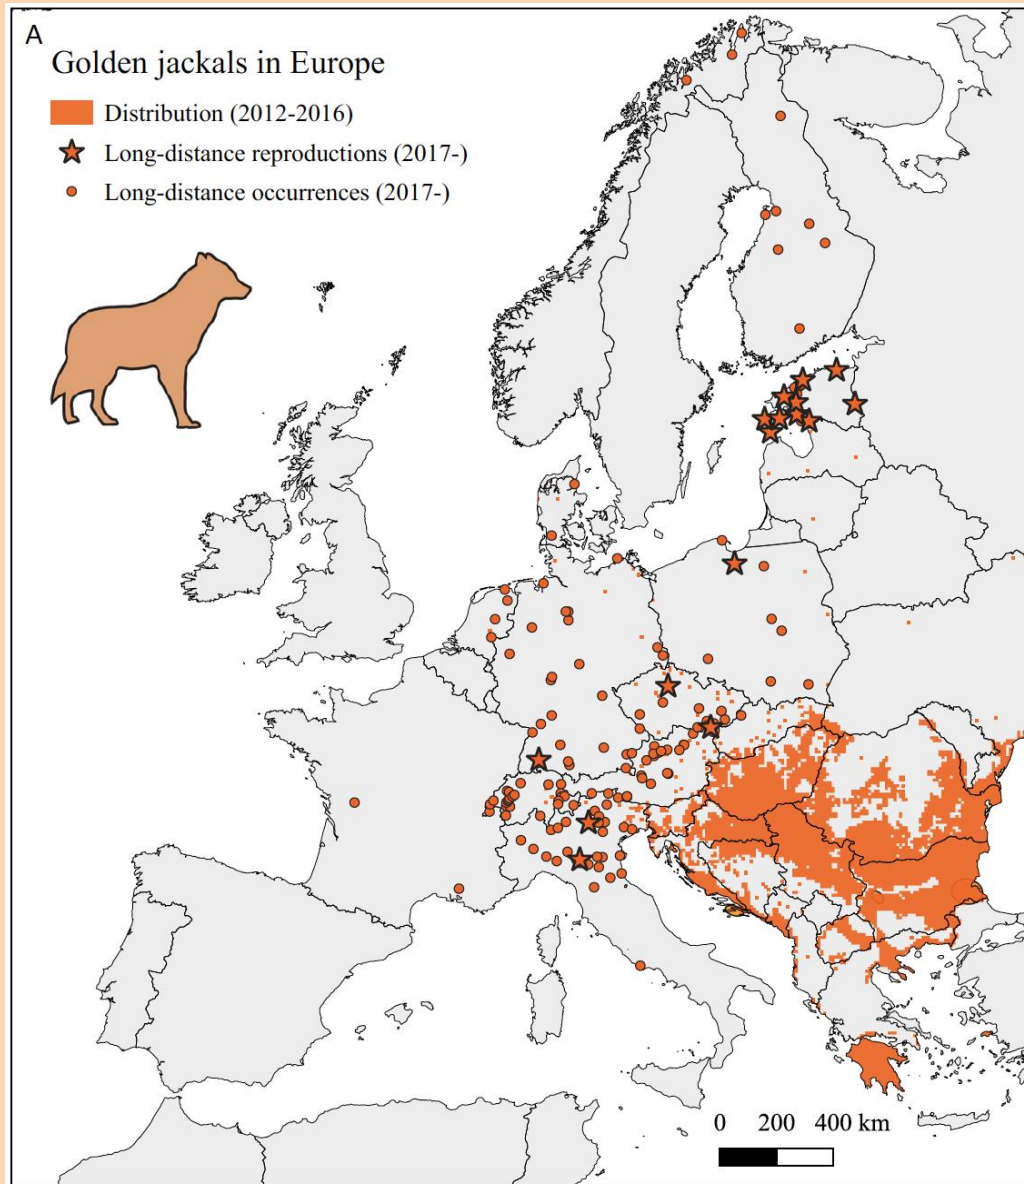 A
Golden jackals in Europe
Distribution (2012-2016)
Long-distance reproductions (2017-)
Long-distance occurrences (2017-)
0 200 400 km